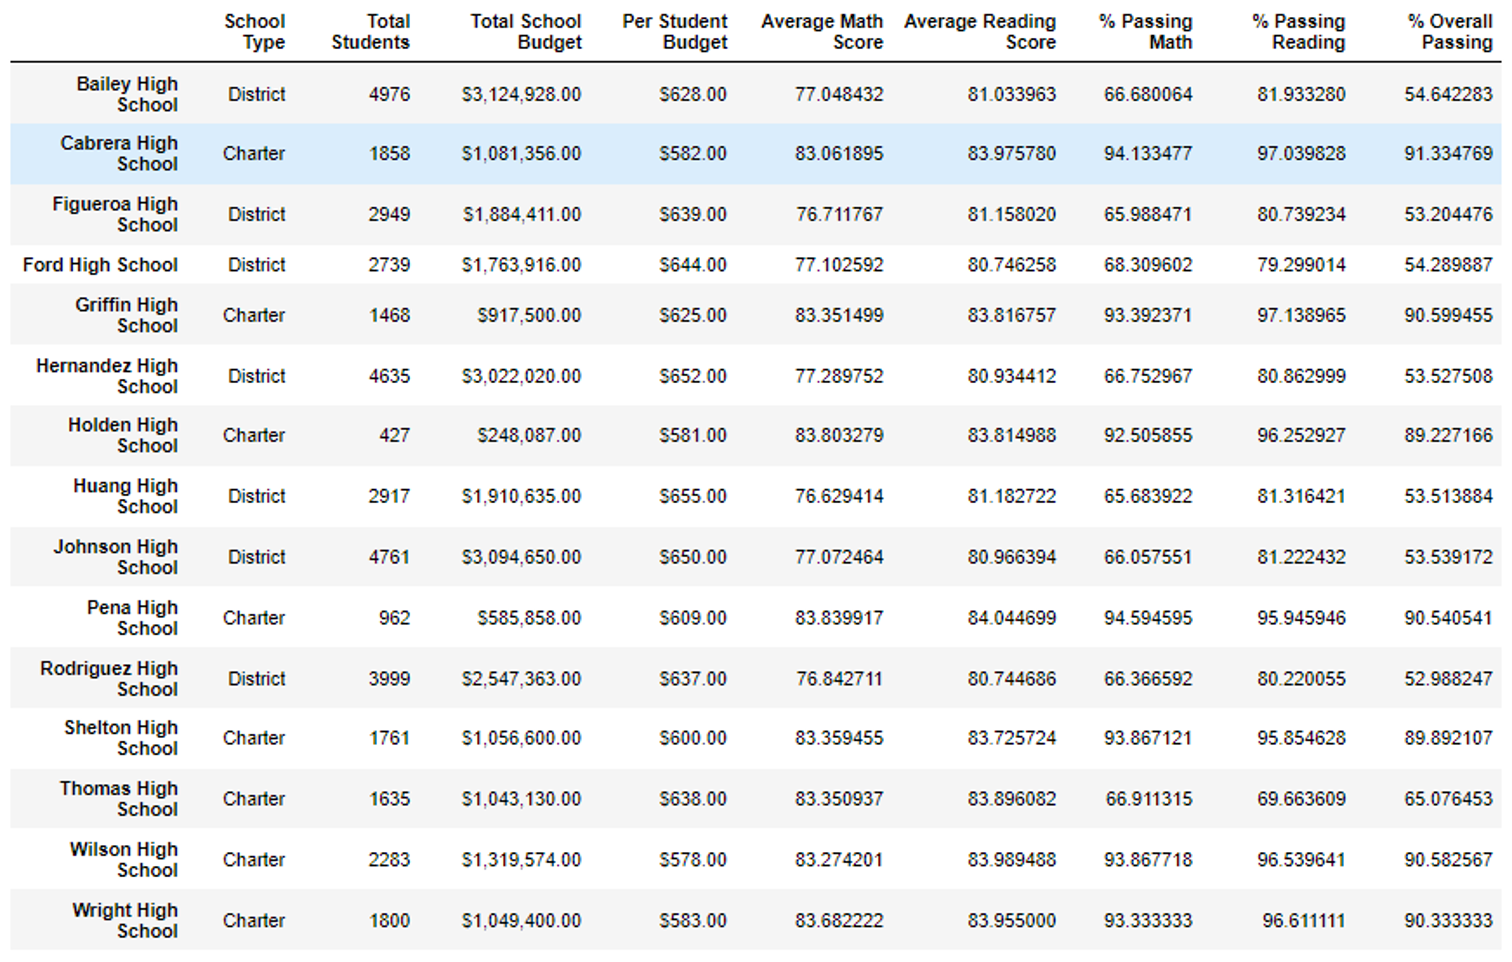 School Type Total Students Total School Budget Per Student Budget Average Math Score Average Reading Score % Passing Math % Passing Reading % Overall Passing
Bailey High School District 4976 $3,124,928.00 $628.00 77.048432 81.033963 66.680064 81.933280 54.642283
Cabrera High School Charter 1858 $1,081,356.00 $582.00 83.061895 83.975780 94.133477 97.039828 91.334769
Figueroa High School District 2949 $1,884,411.00 $639.00 76.711767 81.158020 65.988471 80.739234 53.204476
Ford High School District 2739 $1,763,916.00 $644.00 77.102592 80.746258 68.309602 79.299014 54.289887
Griffin High School Charter 1468 $917,500.00 $625.00 83.351499 83.816757 93.392371 97.138965 90.599455
Hernandez High School District 4635 $3,022,020.00 $652.00 77.289752 80.934412 66.752967 80.862999 53.527508
Holden High School Charter 427 $248,087.00 $581.00 83.803279 83.814988 92.505855 96.252927 89.227166
Huang High School District 2917 $1,910,635.00 $655.00 76.629414 81.182722 65.683922 81.316421 53.513884
Johnson High School District 4761 $3,094,650.00 $650.00 77.072464 80.966394 66.057551 81.222432 53.539172
Pena High School Charter 962 $585,858.00 $609.00 83.839917 84.044699 94.594595 95.945946 90.540541
Rodriguez High School District 3999 $2,547,363.00 $637.00 76.842711 80.744686 66.366592 80.220055 52.988247
Shelton High School Charter 1761 $1,056,600.00 $600.00 83.359455 83.725724 93.867121 95.854628 89.892107
Thomas High School Charter 1635 $1,043,130.00 $638.00 83.350937 83.896082 66.911315 69.663609 65.076453
Wilson High School Charter 2283 $1,319,574.00 $578.00 83.274201 83.989488 93.867718 96.539641 90.582567
Wright High School Charter 1800 $1,049,400.00 $583.00 83.682222 83.955000 93.333333 96.611111 90.333333